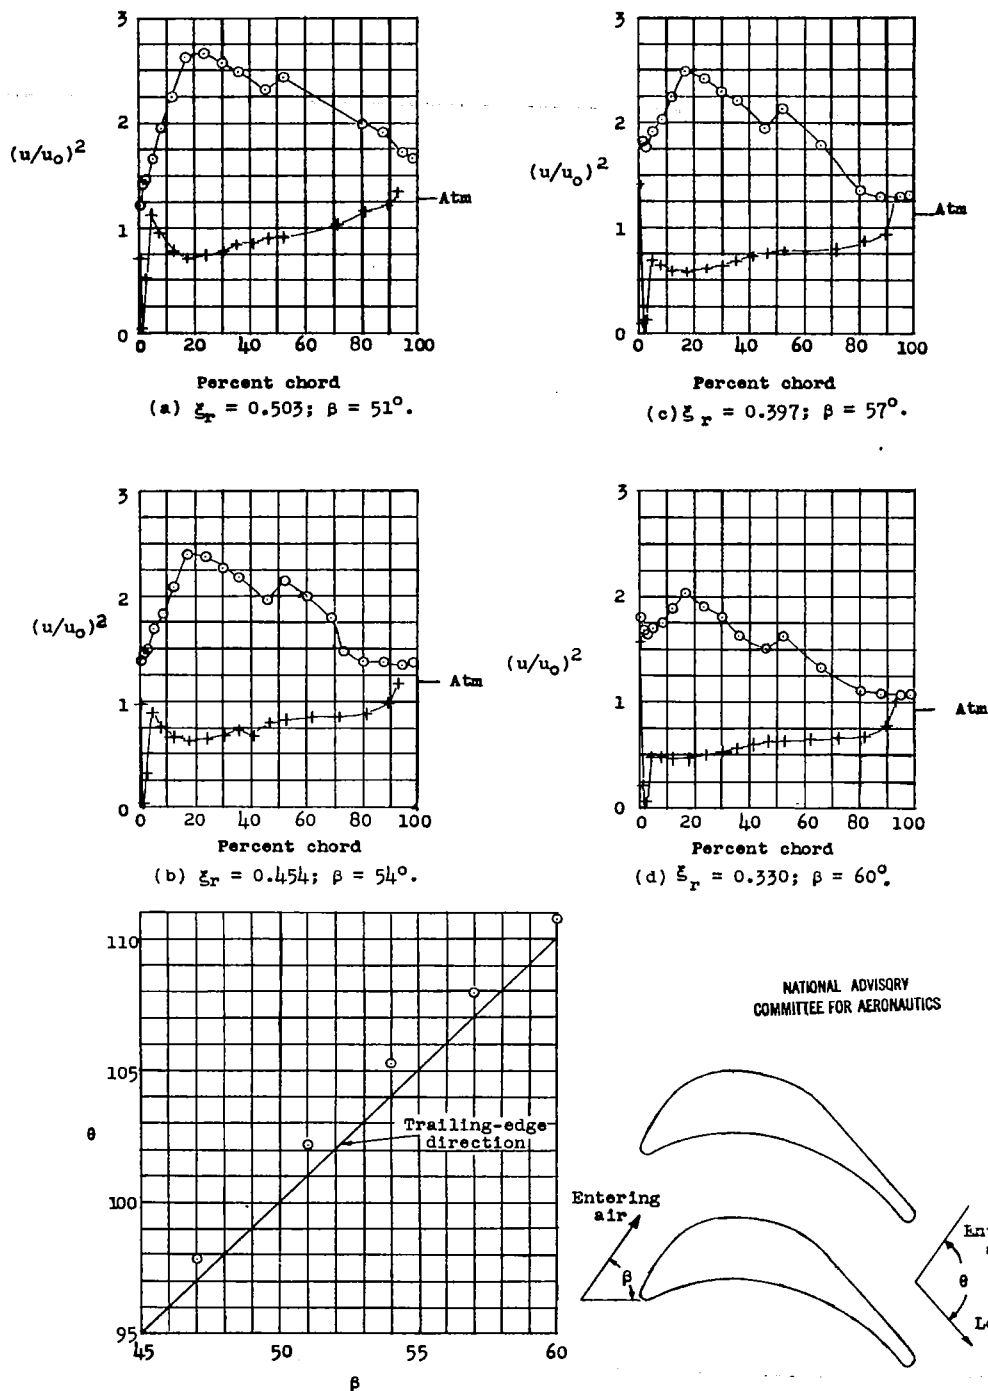 3
2
1
0
(u/u₀)²
Atm
0 20 40 60 80 100
Percent chord
(a) ξr = 0.503; β = 51°.
3
2
1
0
(u/u₀)²
Atm
0 20 40 60 80 100
Percent chord
(c) ξr = 0.397; β = 57°.
3
2
1
0
(u/u₀)²
Atm
0 20 40 60 80 100
Percent chord
(b) ξr = 0.454; β = 54°.
3
2
1
0
(u/u₀)²
Atm
0 20 40 60 80 100
Percent chord
(d) ξr = 0.330; β = 60°.
110
105
100
95
θ
Trailing-edge
direction
45 50 55 60
β
NATIONAL ADVISORY
COMMITTEE FOR AERONAUTICS
Entering
air
β
θ